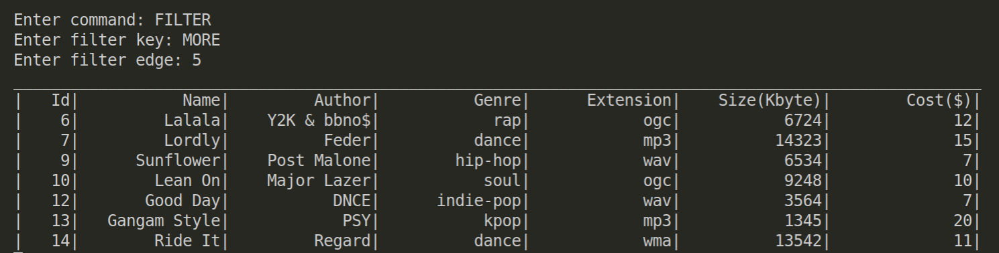 Enter command: FILTER
Enter filter key: MORE
Enter filter edge: 5
| Id| Name| Author| Genre| Extension| Size(Kbyte)| Cost($)|
| 6| Lalala| Y2K & bbno$| rap| ogc| 6724| 12|
| 7| Lordly| Feder| dance| mp3| 14323| 15|
| 9| Sunflower| Post Malone| hip-hop| wav| 6534| 7|
| 10| Lean On| Major Lazer| soul| ogc| 9248| 10|
| 12| Good Day| DNCE| indie-pop| wav| 3564| 7|
| 13| Gangam Style| PSY| kpop| mp3| 1345| 20|
| 14| Ride It| Regard| dance| wma| 13542| 11|